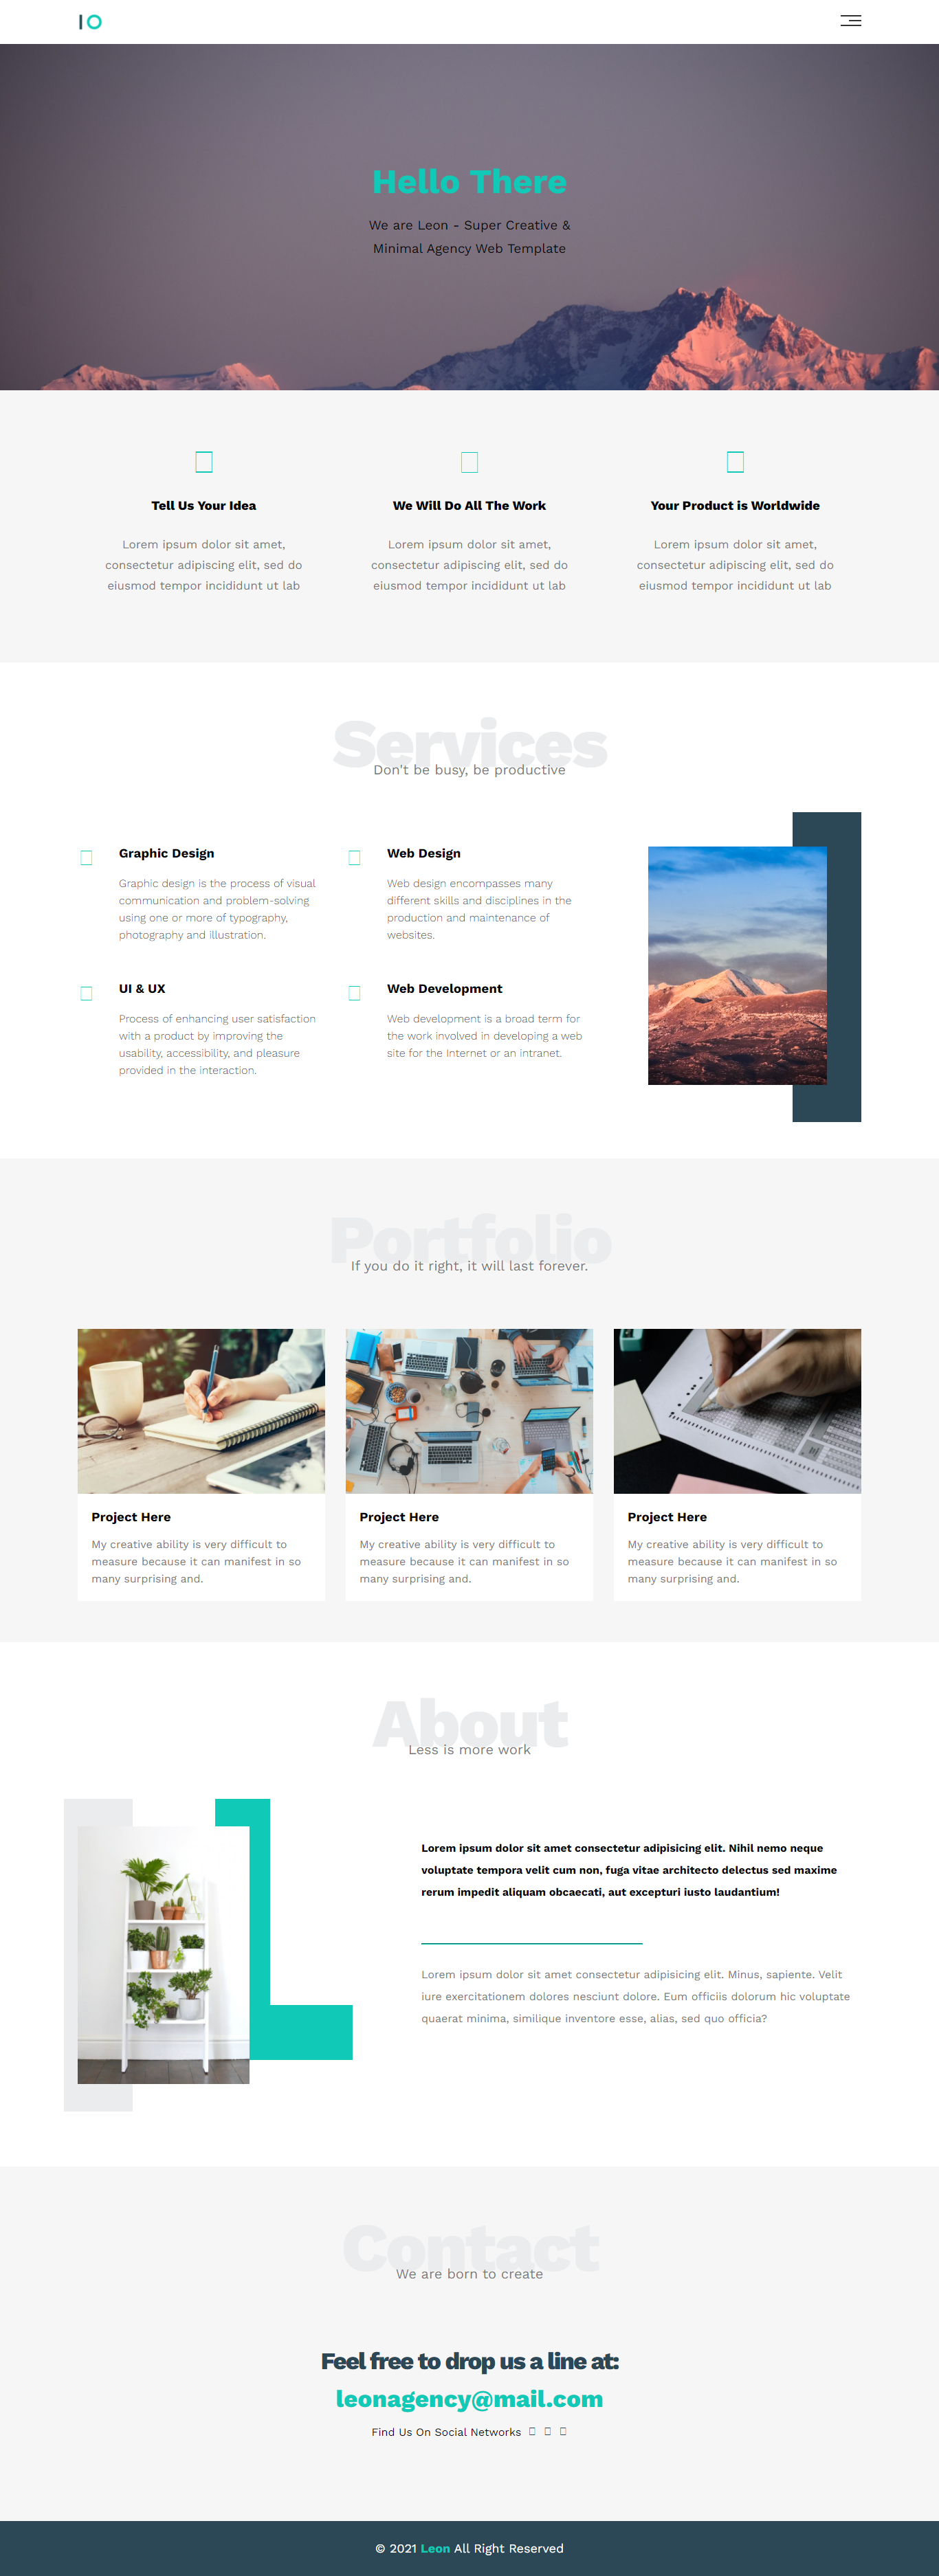 IO
Hello There
We are Leon - Super Creative &
Minimal Agency Web Template
Tell Us Your Idea
Lorem ipsum dolor sit amet,
consectetur adipiscing elit, sed do
eiusmod tempor incididunt ut lab
We Will Do All The Work
Lorem ipsum dolor sit amet,
consectetur adipiscing elit, sed do
eiusmod tempor incididunt ut lab
Your Product is Worldwide
Lorem ipsum dolor sit amet,
consectetur adipiscing elit, sed do
eiusmod tempor incididunt ut lab
Services
Don't be busy, be productive
Graphic Design
Graphic design is the process of visual
communication and problem-solving
using one or more of typography,
photography and illustration.
Web Design
Web design encompasses many
different skills and disciplines in the
production and maintenance of
websites.
UI & UX
Process of enhancing user satisfaction
with a product by improving the
usability, accessibility, and pleasure
provided in the interaction.
Web Development
Web development is a broad term for
the work involved in developing a web
site for the Internet or an intranet.
Portfolio
If you do it right, it will last forever.
Project Here
My creative ability is very difficult to
measure because it can manifest in so
many surprising and.
Project Here
My creative ability is very difficult to
measure because it can manifest in so
many surprising and.
Project Here
My creative ability is very difficult to
measure because it can manifest in so
many surprising and.
About
Less is more work
Lorem ipsum dolor sit amet consectetur adipisicing elit. Nihil nemo neque
voluptate tempora velit cum non, fuga vitae architecto delectus sed maxime
rerum impedit aliquam obcaecati, aut excepturi iusto laudantium!
Lorem ipsum dolor sit amet consectetur adipisicing elit. Minus, sapiente. Velit
iure exercitationem dolores nesciunt dolore. Eum officiis dolorum hic voluptate
quaerat minima, similique inventore esse, alias, sed quo officia?
Contact
We are born to create
Feel free to drop us a line at:
leonagency@mail.com
Find Us On Social Networks
© 2021 Leon All Right Reserved